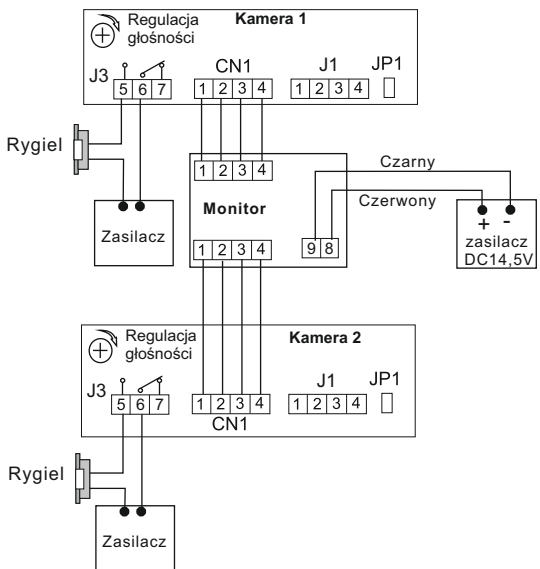 Kamera 1
Regulacja
głośności
J3
5 6 7
CN1
1 2 3 4
J1
1 2 3 4
JP1
Rygiel
Zasilacz
1 2 3 4
Monitor
1 2 3 4
9 8
Czarny
Czerwony
+ -
zasilacz
DC14,5V
Kamera 2
Regulacja
głośności
J3
5 6 7
1 2 3 4
CN1
J1
1 2 3 4
JP1
Rygiel
Zasilacz